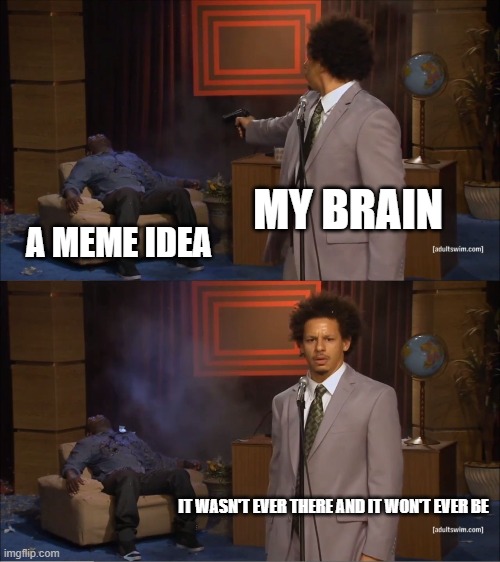 MY BRAIN
A MEME IDEA
[adultswim.com]
IT WASN'T EVER THERE AND IT WON'T EVER BE
[adultswim.com]
imgflip.com